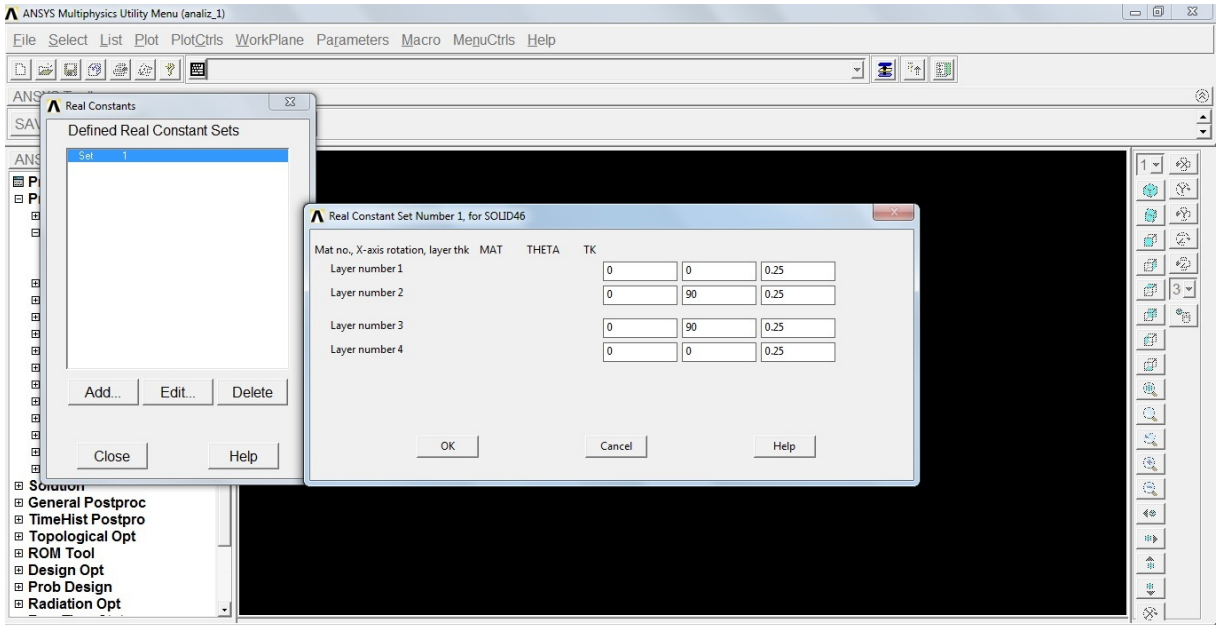 ANSYS Multiphysics Utility Menu (analiz_1)
File Select List Plot PlotCtrls WorkPlane Parameters Macro MenuCtrls Help
Real Constants
Defined Real Constant Sets
Set 1
Add... Edit... Delete
Close Help
Real Constant Set Number 1, for SOLID46
Mat no., X-axis rotation, layer thk MAT THETA TK
Layer number 1 0 0 0.25
Layer number 2 0 90 0.25
Layer number 3 0 90 0.25
Layer number 4 0 0 0.25
OK Cancel Help
General Postproc
TimeHist Postpro
Topological Opt
ROM Tool
Design Opt
Prob Design
Radiation Opt
1
3